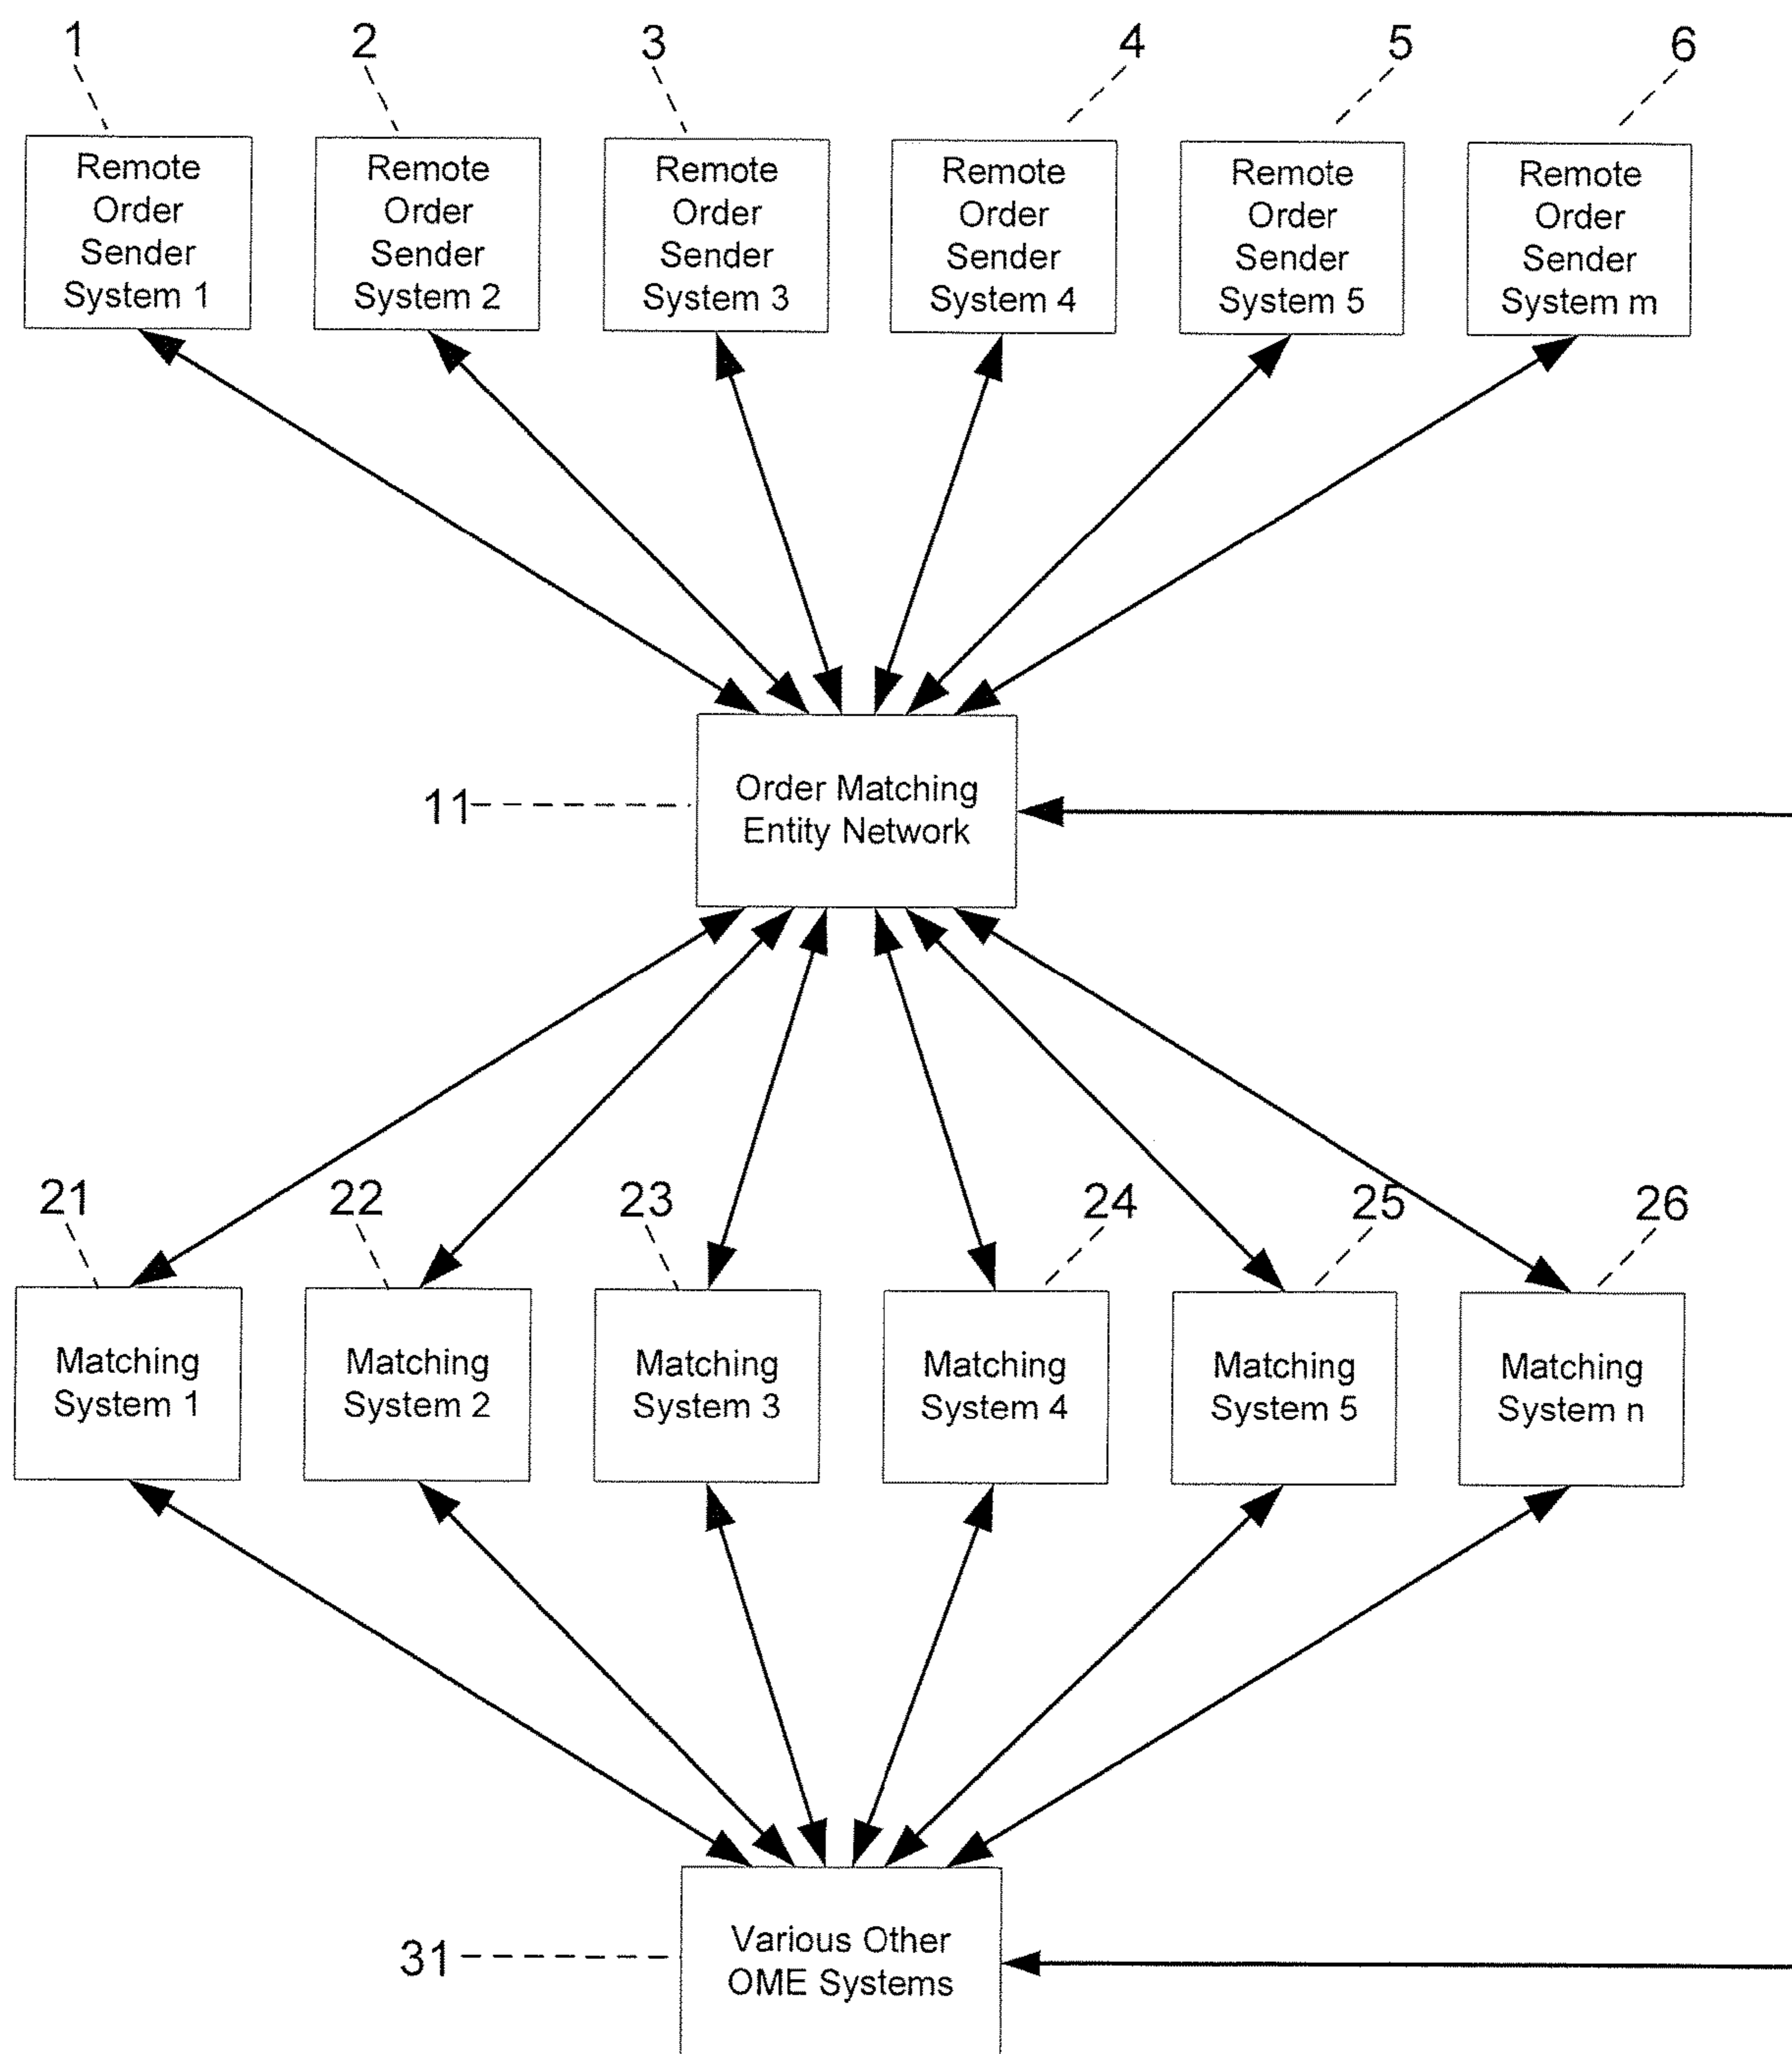 1 2 3 4 5 6
Remote Order Sender System 1
Remote Order Sender System 2
Remote Order Sender System 3
Remote Order Sender System 4
Remote Order Sender System 5
Remote Order Sender System m
11
Order Matching
Entity Network
21 22 23 24 25 26
Matching
System 1
Matching
System 2
Matching
System 3
Matching
System 4
Matching
System 5
Matching
System n
31
Various Other
OME Systems